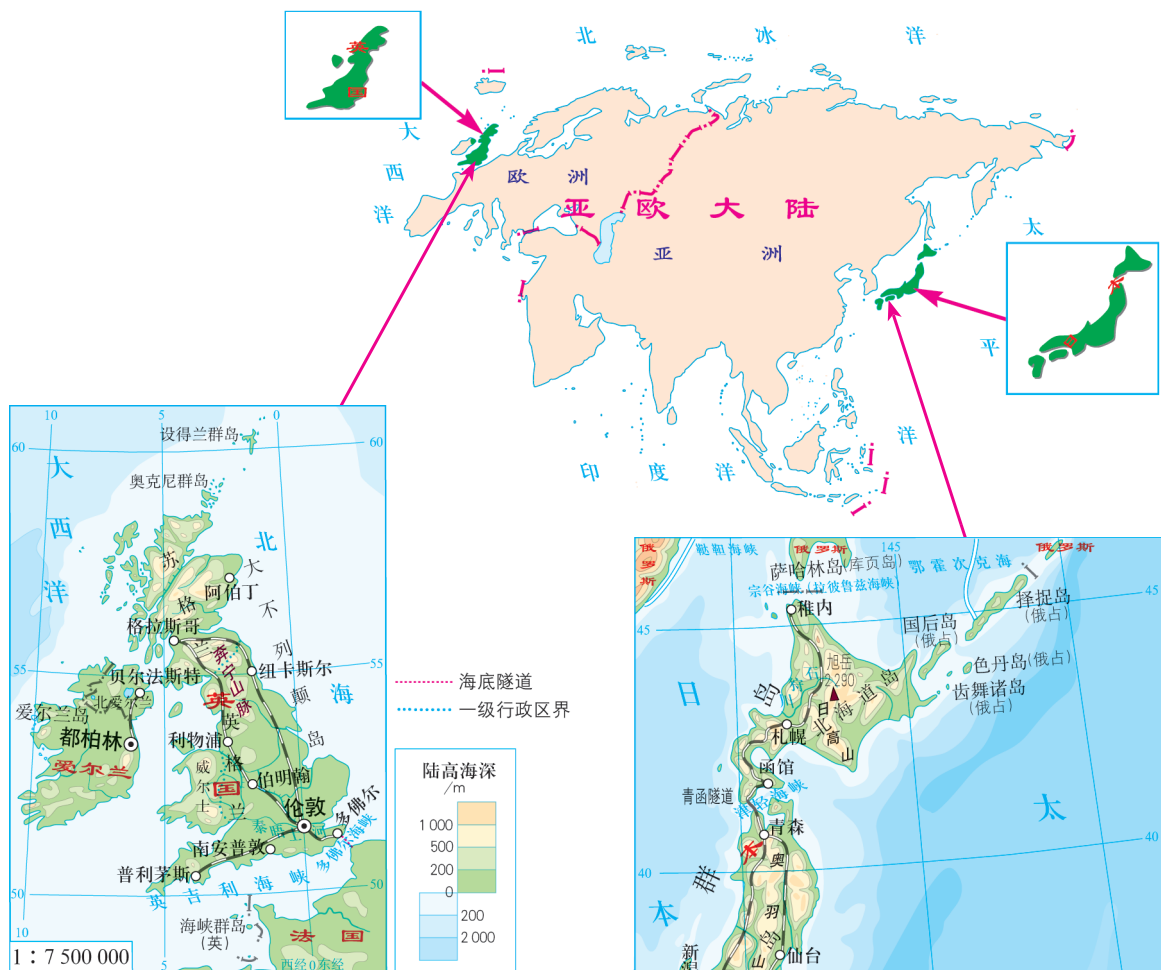 北冰洋
英国
大西洋
欧洲
亚欧大陆
亚洲
太平洋
日本
印度洋
10
5
0
60
60
设得兰群岛
大西洋
奥克尼群岛
北海
苏格兰
大不列颠岛
阿伯丁
格拉斯哥
55
55
贝尔法斯特
北爱尔兰
奔宁山脉
纽卡斯尔
爱尔兰岛
英国
英格兰
都柏林
利物浦
爱尔兰
威尔士
伯明翰
伦敦
多佛尔
泰晤士河
多佛尔海峡
南安普敦
普利茅斯
英吉利海峡
50
50
海峡群岛
(英)
法国
10
1∶7 500 000
5
西经0东经
海底隧道
一级行政区界
陆高海深
/m
1 000
500
200
0
200
2 000
俄罗斯
鞑靼海峡
俄罗斯
145
俄罗斯
萨哈林岛(库页岛)
鄂霍次克海
宗谷海峡(拉彼鲁兹海峡
稚内
择捉岛
(俄占)
45
45
国后岛
(俄占)
色丹岛(俄占)
齿舞诸岛
(俄占)
旭岳
2 290
日
北海道岛
高山
日本群岛
札幌
函馆
青函隧道
津轻海峡
青森
太
40
40
本
奥羽山
岛
仙台
新潟